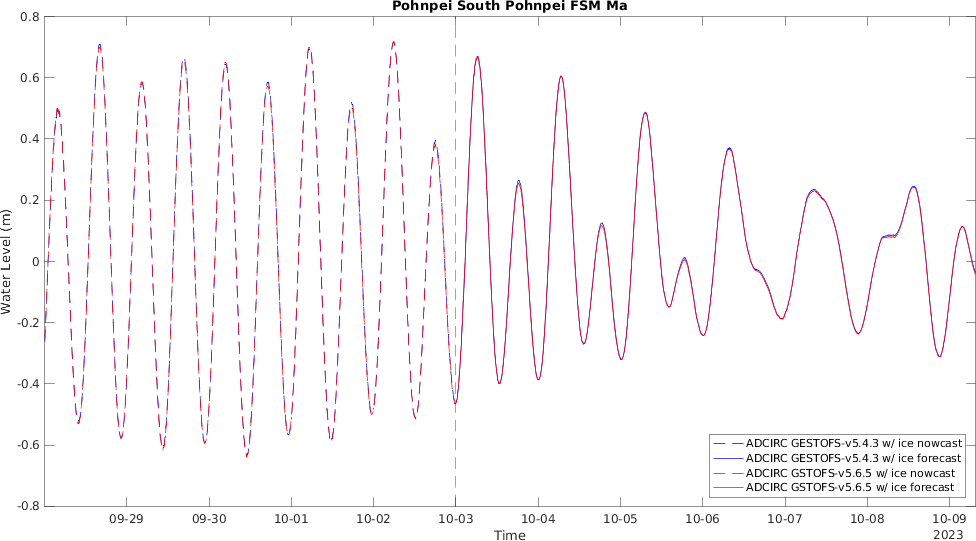 Pohnpei South Pohnpei FSM Ma
Water Level (m)
0.8
0.6
0.4
0.2
0
-0.2
-0.4
-0.6
-0.8
09-29 09-30 10-01 10-02 10-03 10-04 10-05 10-06 10-07 10-08 10-09
2023
Time
ADCIRC GESTOFS-v5.4.3 w/ ice nowcast
ADCIRC GESTOFS-v5.4.3 w/ ice forecast
ADCIRC GSTOFS-v5.6.5 w/ ice nowcast
ADCIRC GSTOFS-v5.6.5 w/ ice forecast